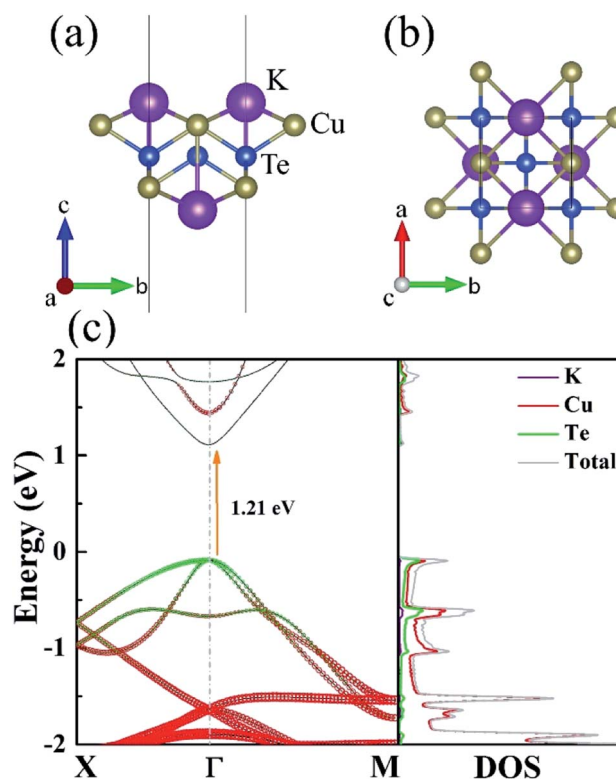 (a)
K
Cu
Te
c
a
b
(b)
a
c
b
(c)
2
1
0
-1
-2
Energy (eV)
1.21 eV
X
Γ
M
K
Cu
Te
Total
DOS